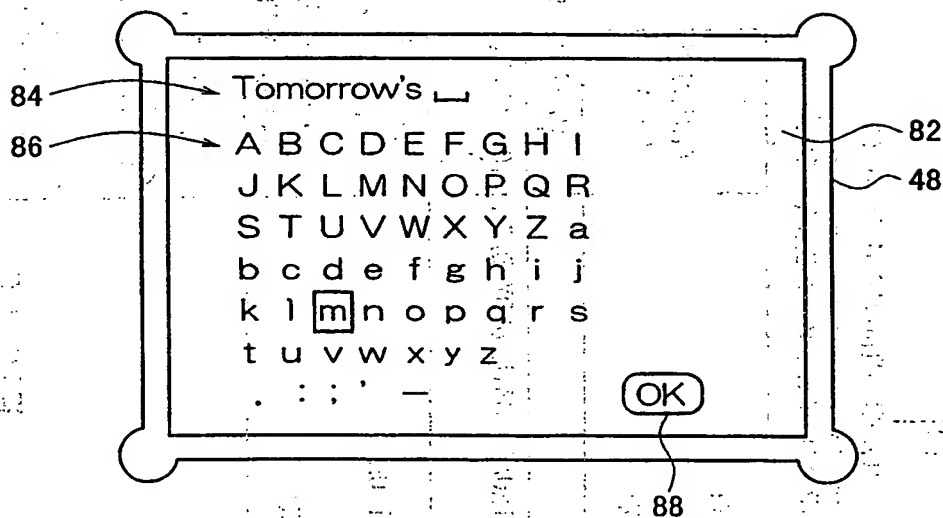 84 Tomorrow's
86 A B C D E F G H I 82
J K L M N O P Q R 48
S T U V W X Y Z a
b c d e f g h i j
k l m n o p q r s
t u v w x y z
. : ; ' —
OK
88